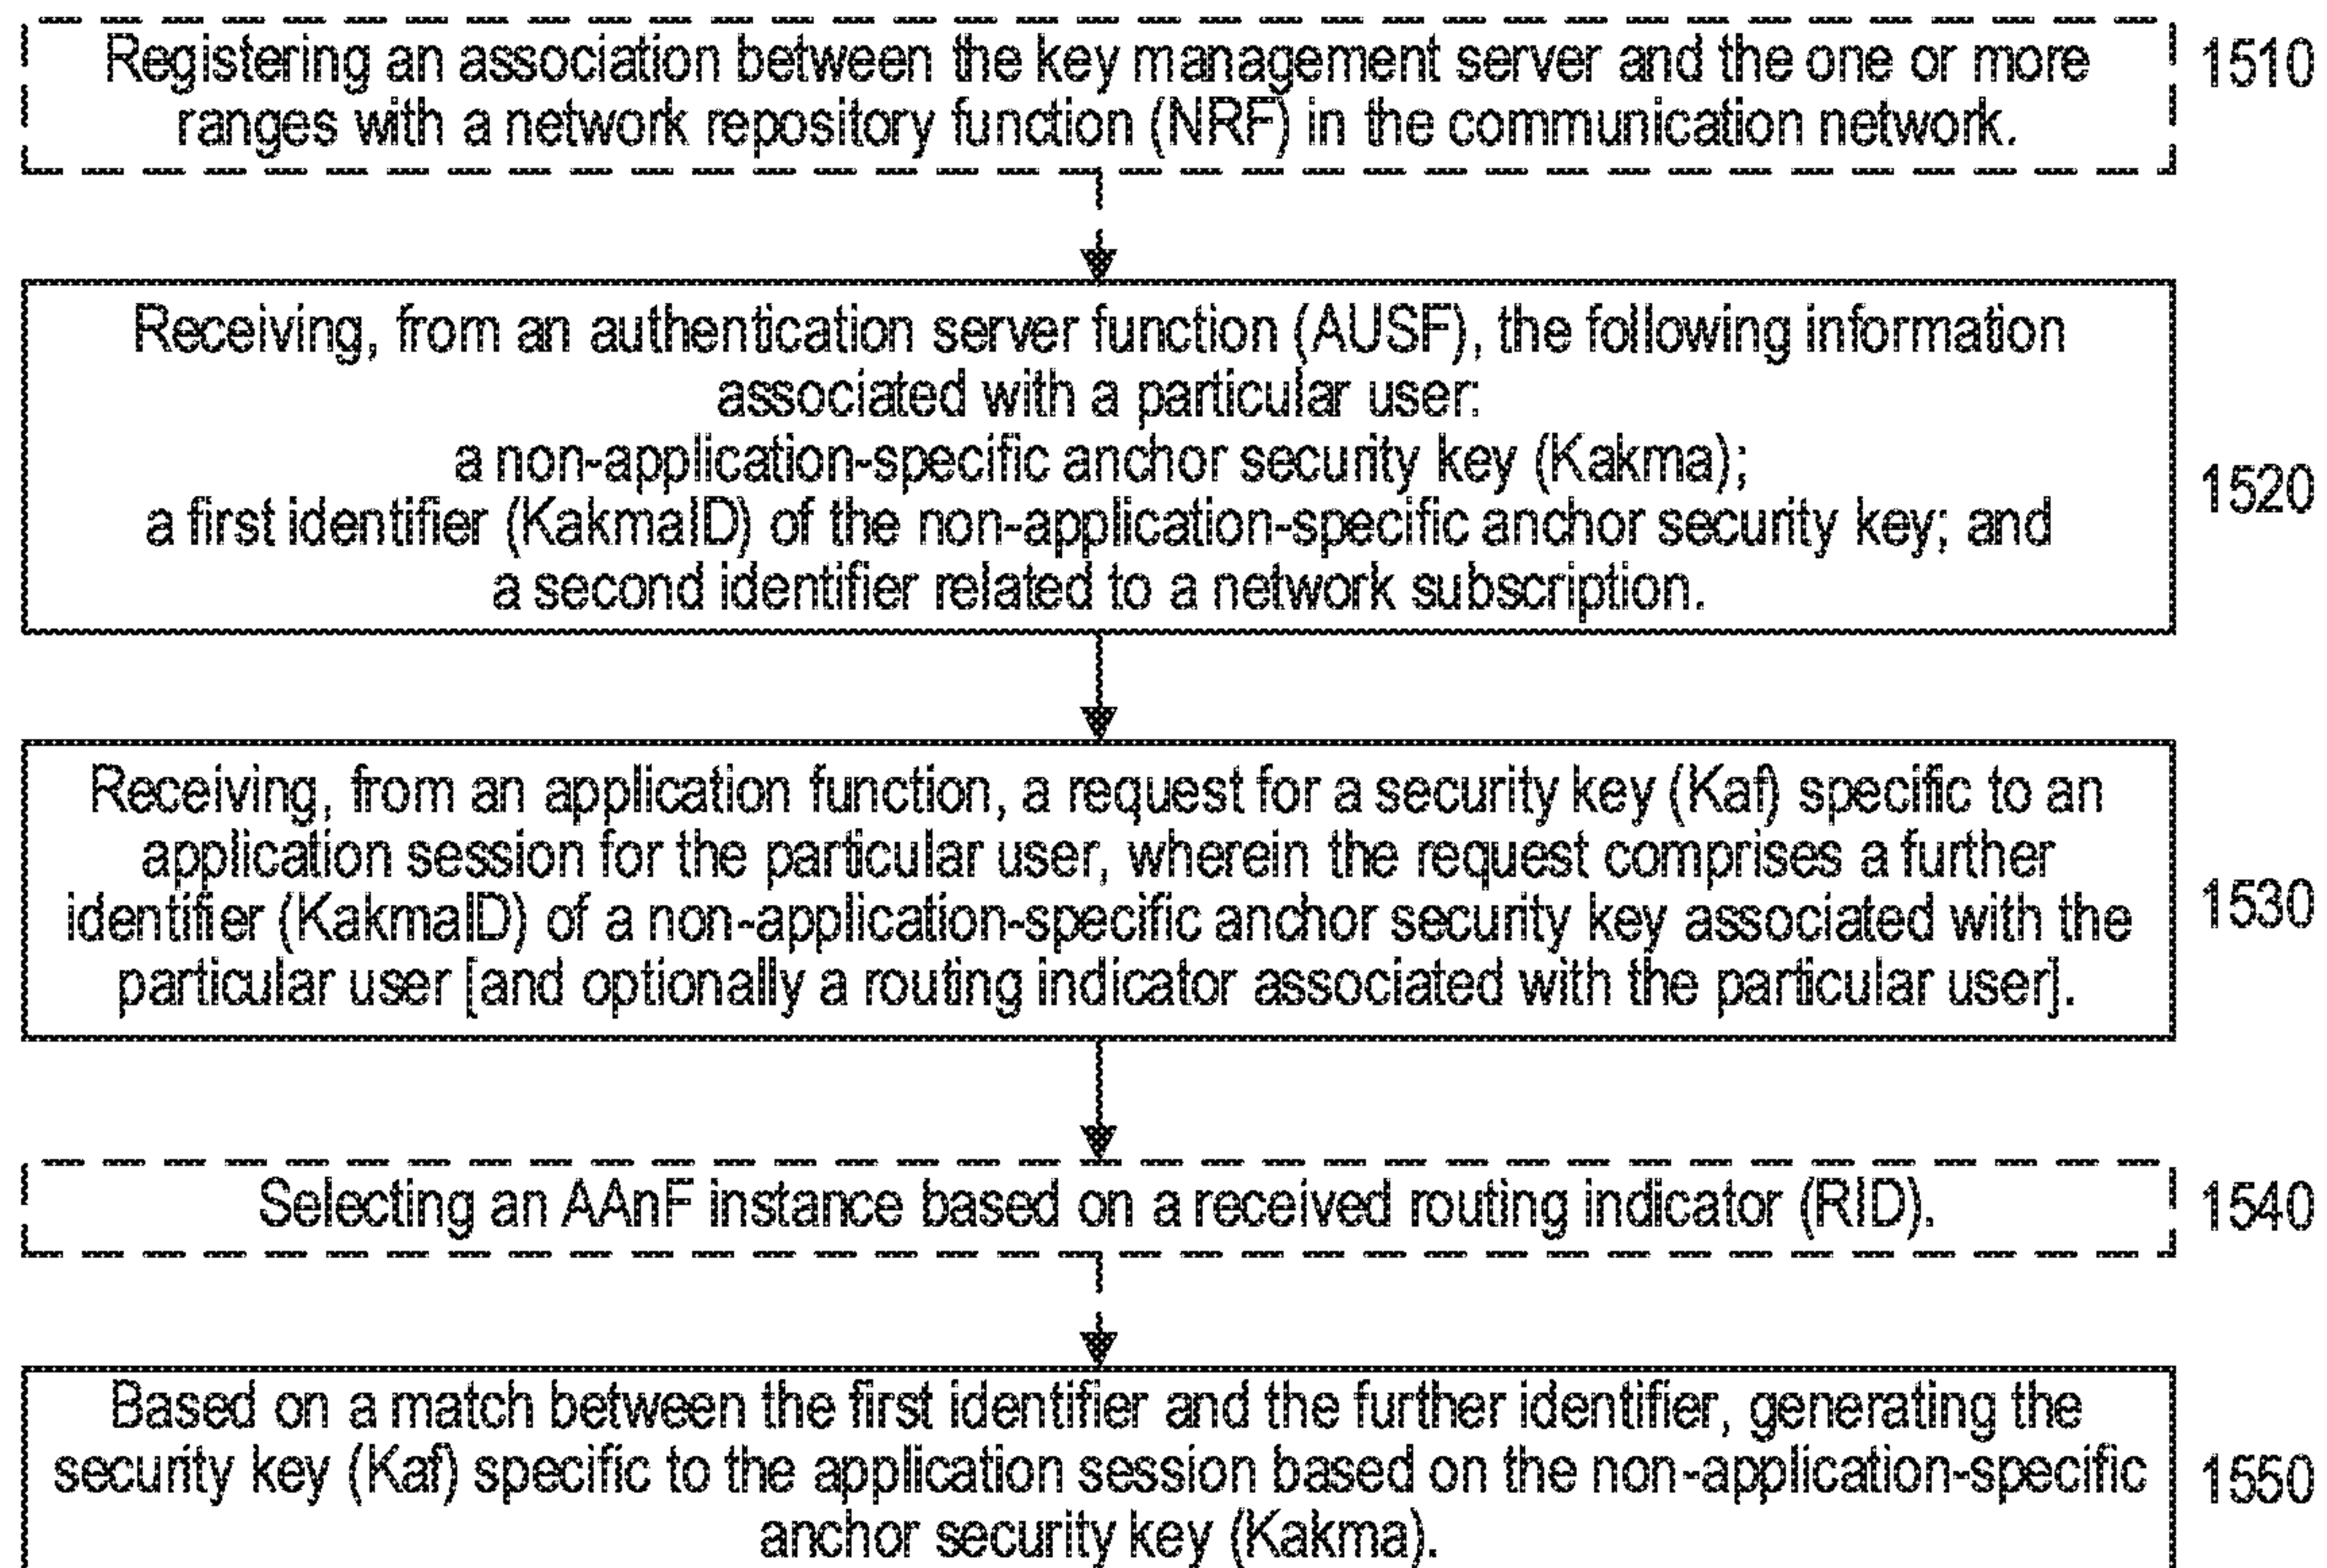 Registering an association between the key management server and the one or more
ranges with a network repository function (NRF) in the communication network.
1510
Receiving, from an authentication server function (AUSF), the following information
associated with a particular user:
a non-application-specific anchor security key (Kakma);
a first identifier (KakmaID) of the non-application-specific anchor security key; and
a second identifier related to a network subscription.
1520
Receiving, from an application function, a request for a security key (Kaf) specific to an
application session for the particular user, wherein the request comprises a further
identifier (KakmaID) of a non-application-specific anchor security key associated with the
particular user [and optionally a routing indicator associated with the particular user].
1530
Selecting an AAnF instance based on a received routing indicator (RID).
1540
Based on a match between the first identifier and the further identifier, generating the
security key (Kaf) specific to the application session based on the non-application-specific
anchor security key (Kakma).
1550